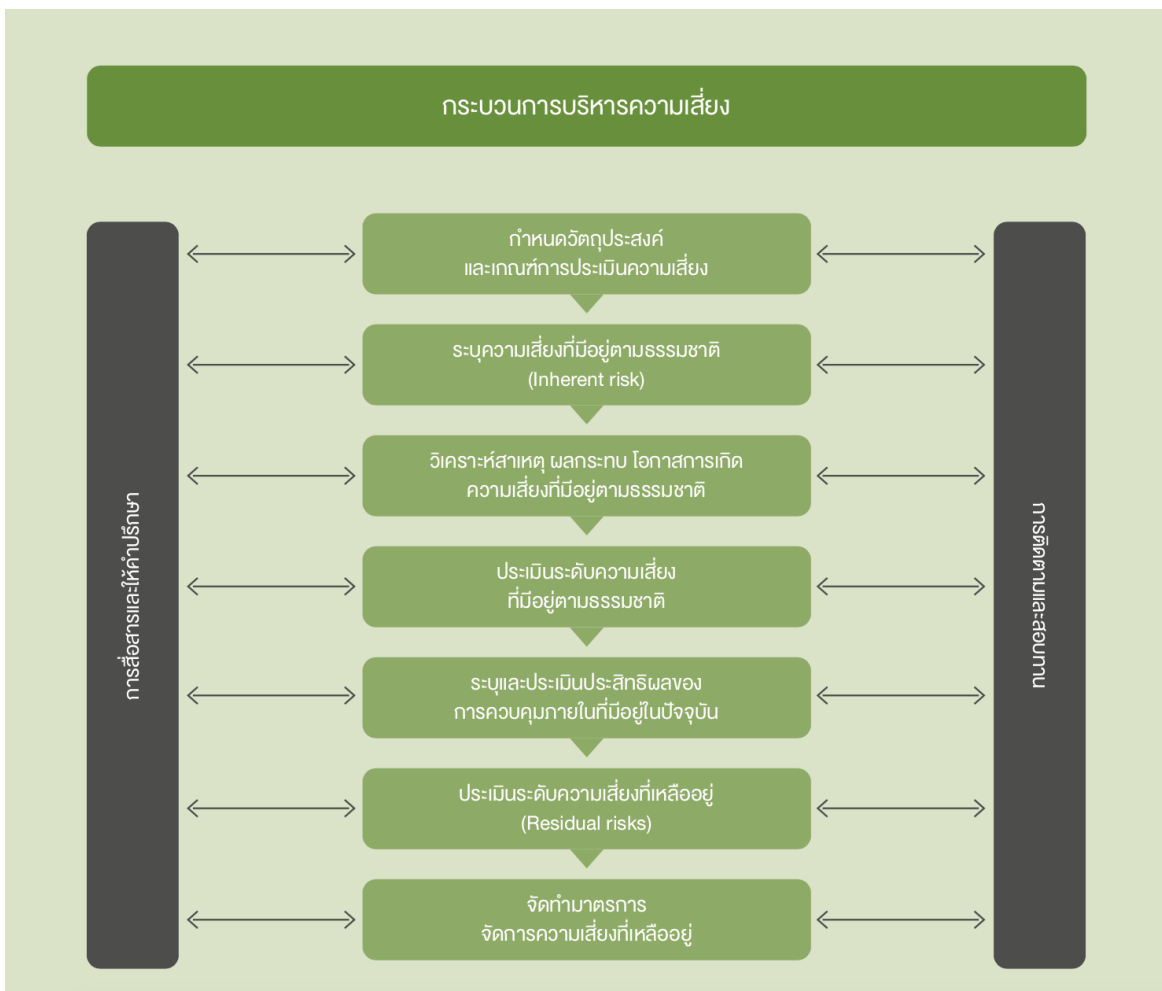 กระบวนการบริหารความเสี่ยง
การสื่อสารและให้คำปรึกษา
กำหนดวัตถุประสงค์
และเกณฑ์การประเมินความเสี่ยง
ระบุความเสี่ยงที่มีอยู่ตามธรรมชาติ
(Inherent risk)
วิเคราะห์สาเหตุ ผลกระทบ โอกาสการเกิด
ความเสี่ยงที่มีอยู่ตามธรรมชาติ
ประเมินระดับความเสี่ยง
ที่มีอยู่ตามธรรมชาติ
ระบุและประเมินประสิทธิผลของ
การควบคุมภายในที่มีอยู่ในปัจจุบัน
ประเมินระดับความเสี่ยงที่เหลืออยู่
(Residual risks)
จัดทำมาตรการ
จัดการความเสี่ยงที่เหลืออยู่
การติดตามและสอบทาน